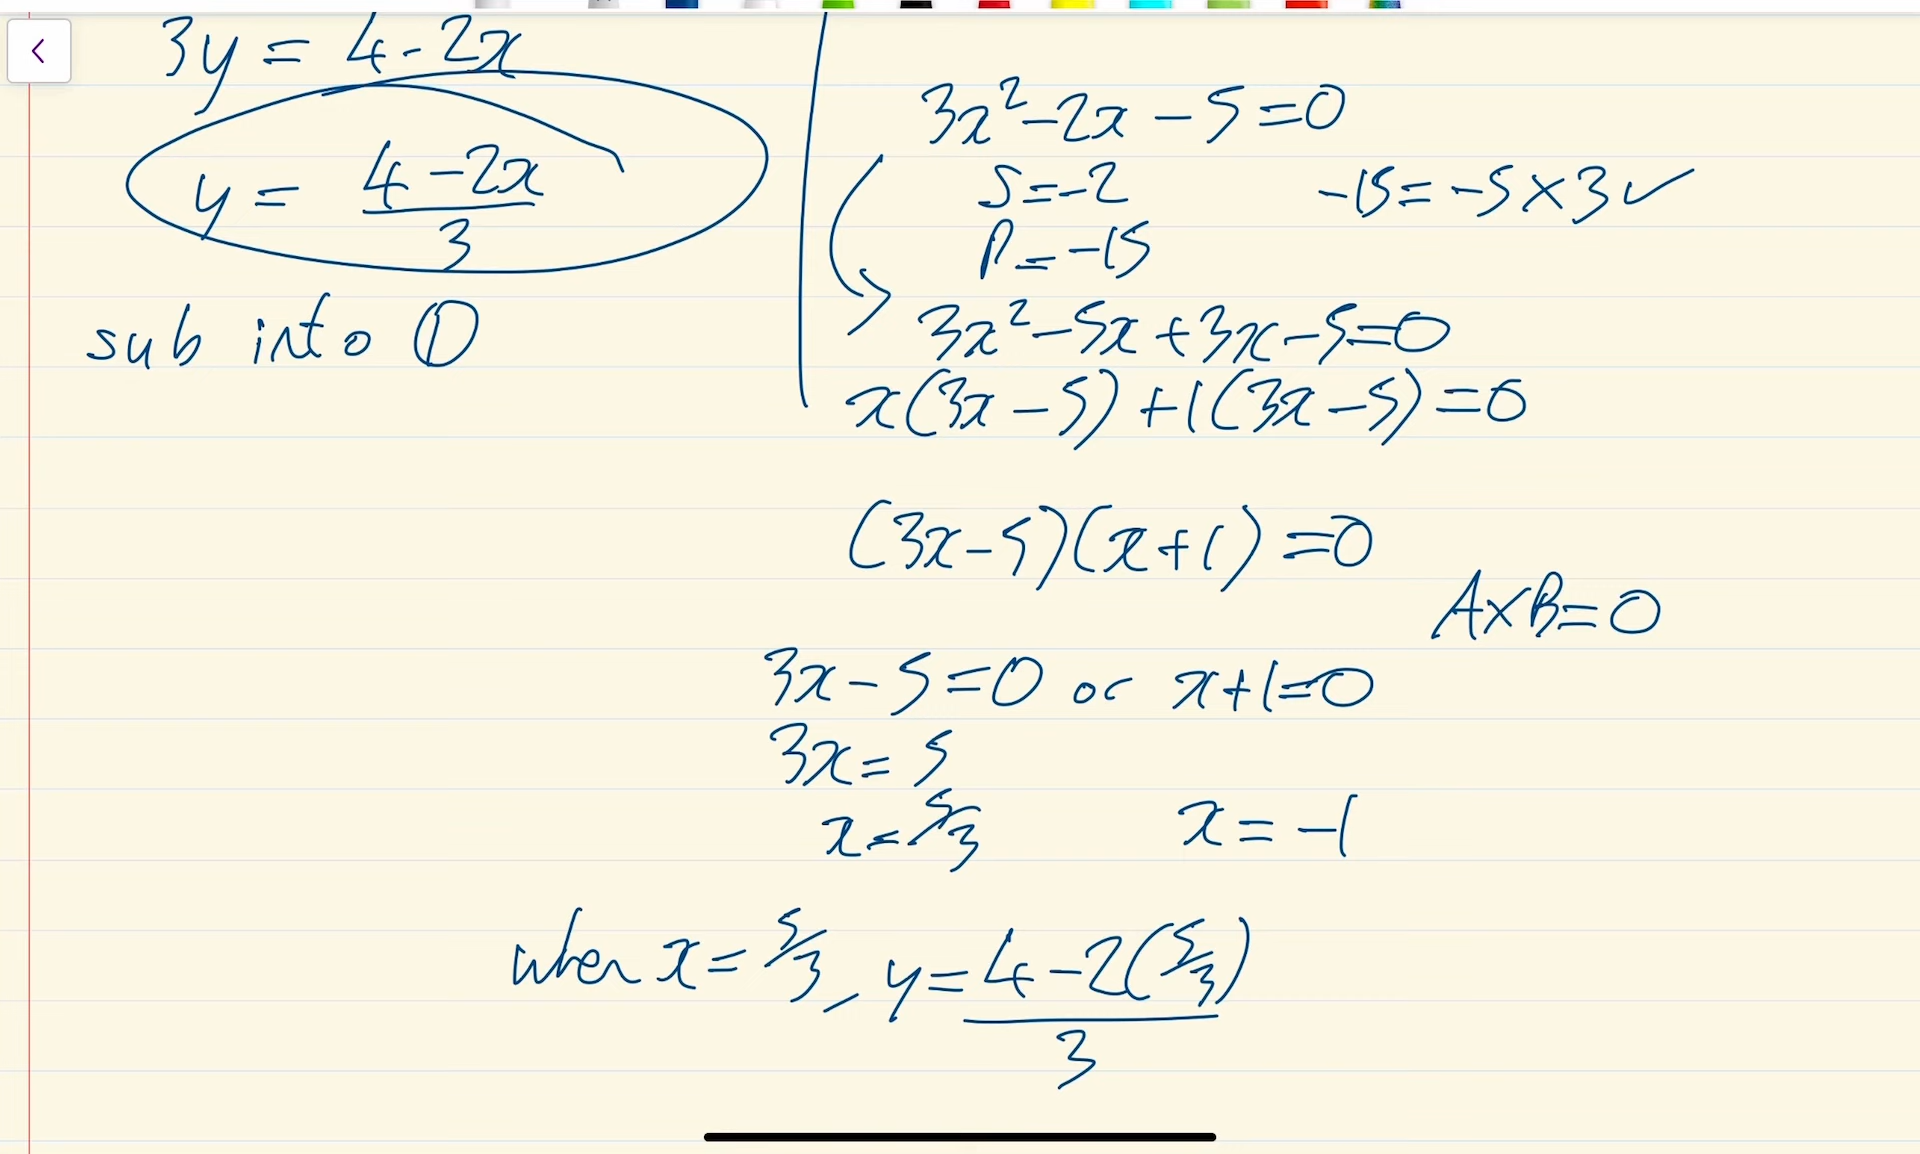 3y = 4 - 2x
y = (4 - 2x)/3
sub into ①
3x² - 2x - 5 = 0
S = -2
-15 = -5 × 3 ✓
P = -15
3x² - 5x + 3x - 5 = 0
x(3x - 5) + 1(3x - 5) = 0
(3x - 5)(x + 1) = 0
A × B = 0
3x - 5 = 0 or x + 1 = 0
3x = 5
x = 5/3 x = -1
when x = 5/3, y = (4 - 2(5/3))/3